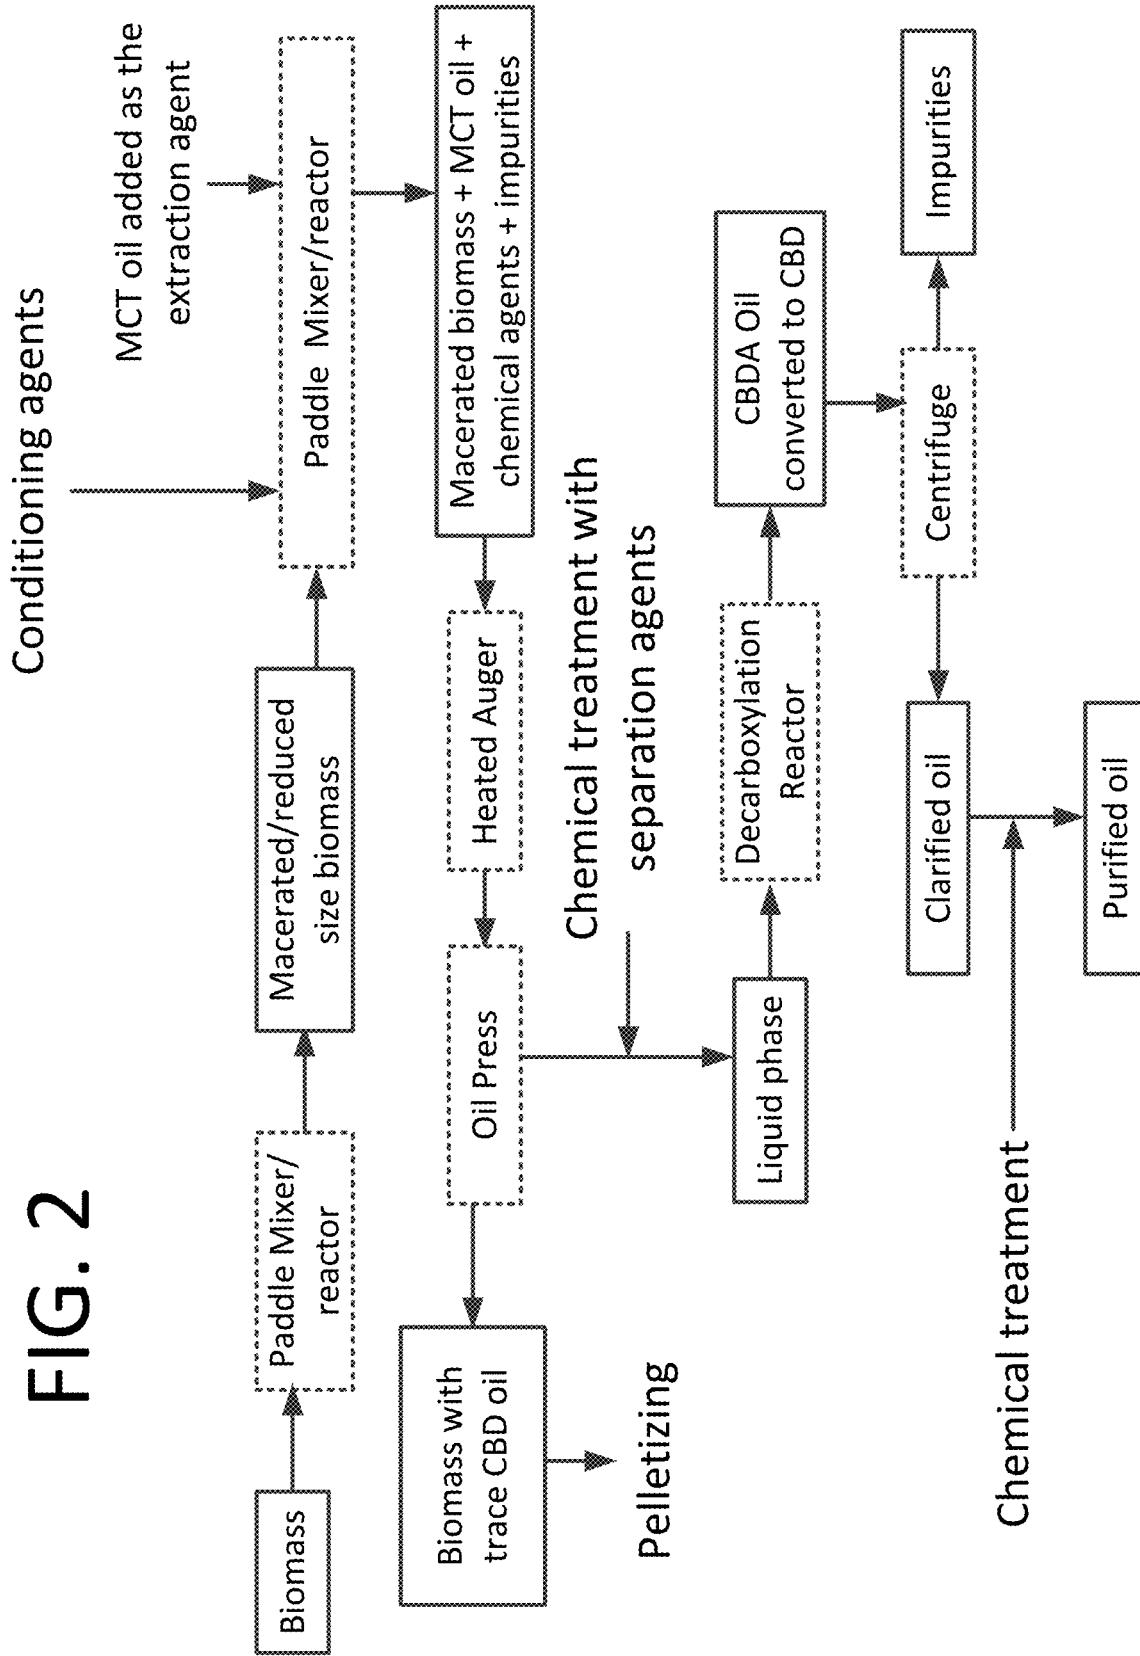 FIG. 2
Conditioning agents
MCT oil added as the
extraction agent
Biomass
Paddle Mixer/
reactor
Macerated/reduced
size biomass
Paddle Mixer/reactor
Macerated biomass + MCT oil +
chemical agents + impurities
Heated Auger
Oil Press
Biomass with
trace CBD oil
Pelletizing
Chemical treatment with
separation agents
Liquid phase
Decarboxylation
Reactor
CBDA Oil
converted to CBD
Centrifuge
Impurities
Clarified oil
Chemical treatment
Purified oil